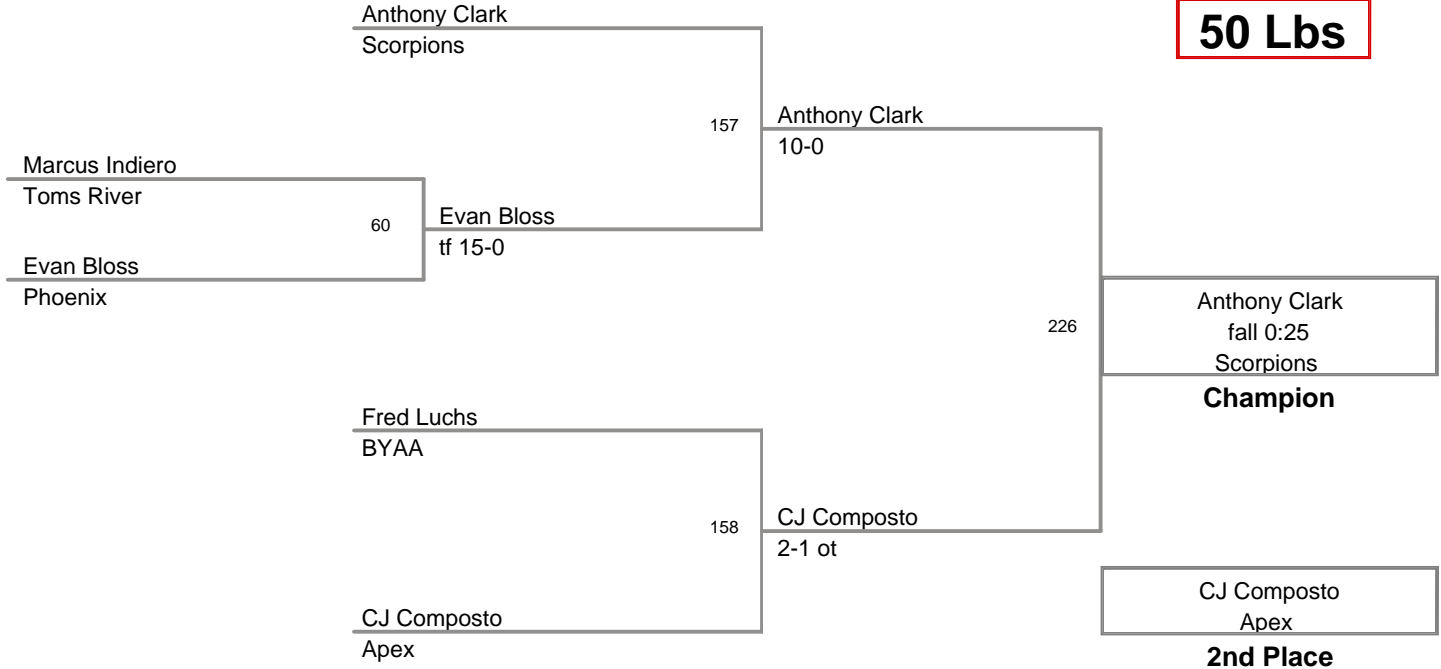 Anthony Clark
Scorpions
50 Lbs
157
Anthony Clark
10-0
Marcus Indiero
Toms River
60
Evan Bloss
tf 15-0
Evan Bloss
Phoenix
226
Anthony Clark
fall 0:25
Scorpions
Champion
Fred Luchs
BYAA
158
CJ Composto
2-1 ot
CJ Composto
Apex
CJ Composto
Apex
2nd Place